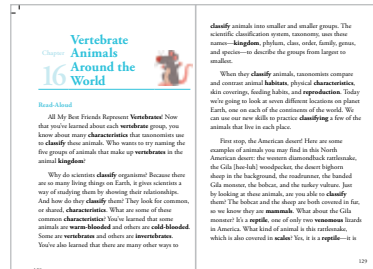 Chapter
16
Vertebrate
Animals
Around the
World
Read-Aloud
All My Best Friends Represent Vertebrates! Now
that you've learned about each vertebrate group, you
know about many characteristics that taxonomists use
to classify these animals. Who wants to try naming the
five groups of animals that make up vertebrates in the
animal kingdom?
Why do scientists classify organisms? Because there
are so many living things on Earth, it gives scientists a
way of studying them by showing their relationships.
And how do they classify them? They look for common,
or shared, characteristics. What are some of these
common characteristics? You've learned that some
animals are warm-blooded and others are cold-blooded.
Some are vertebrates and others are invertebrates.
You've also learned that there are many other ways to
classify animals into smaller and smaller groups. The
scientific classification system, taxonomy, uses these
names—kingdom, phylum, class, order, family, genus,
and species—to describe the groups from largest to
smallest.
When they classify animals, taxonomists compare
and contrast animal habitats, physical characteristics,
skin coverings, feeding habits, and reproduction. Today
we're going to look at seven different locations on planet
Earth, one on each of the continents of the world. We
can use our new skills to practice classifying a few of the
animals that live in each place.
First stop, the American desert! Here are some
examples of animals you may find in this North
American desert: the western diamondback rattlesnake,
the Gila [hee-luh] woodpecker, the desert bighorn
sheep in the background, the roadrunner, the banded
Gila monster, the bobcat, and the turkey vulture. Just
by looking at these animals, are you able to classify
them? The bobcat and the sheep are both covered in fur,
so we know they are mammals. What about the Gila
monster? It's a reptile, one of only two venomous lizards
in America. What kind of animal is this rattlesnake,
which is also covered in scales? Yes, it is a reptile—it is
129